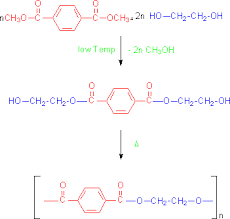 O O
nCH₃O–C C–OCH₃ + 2n HO–CH₂–CH₂–OH
low Temp - 2n CH₃OH
O O
HO–CH₂–CH₂–O–C C–O–CH₂–CH₂–OH
Δ
O O
C C–O–CH₂–CH₂–O
n